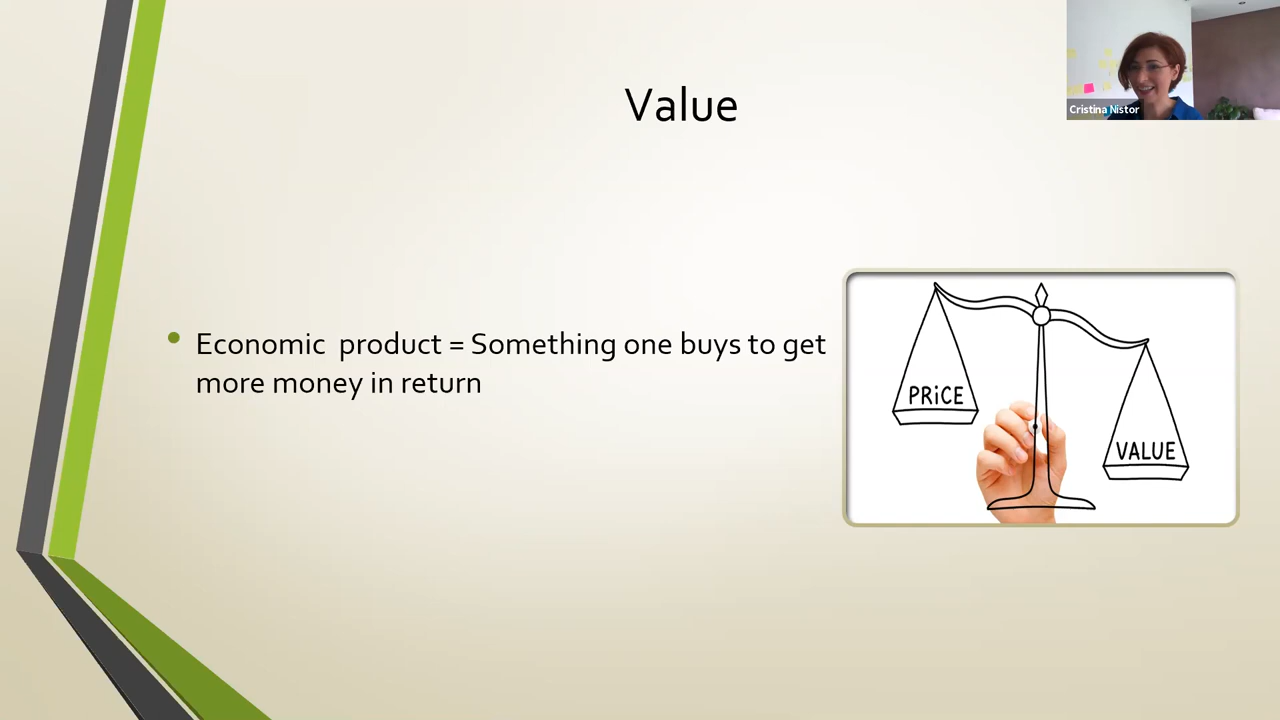 Value
Cristina Nistor
Economic  product = Something one buys to get
more money in return
PRiCE
VALUE